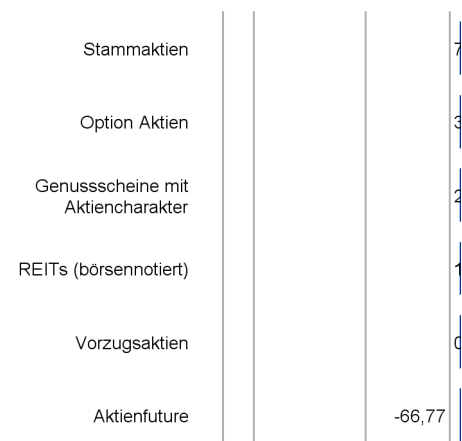 Stammaktien
Option Aktien
Genussscheine mit
Aktiencharakter
REITs (börsennotiert)
Vorzugsaktien
Aktienfuture -66,77